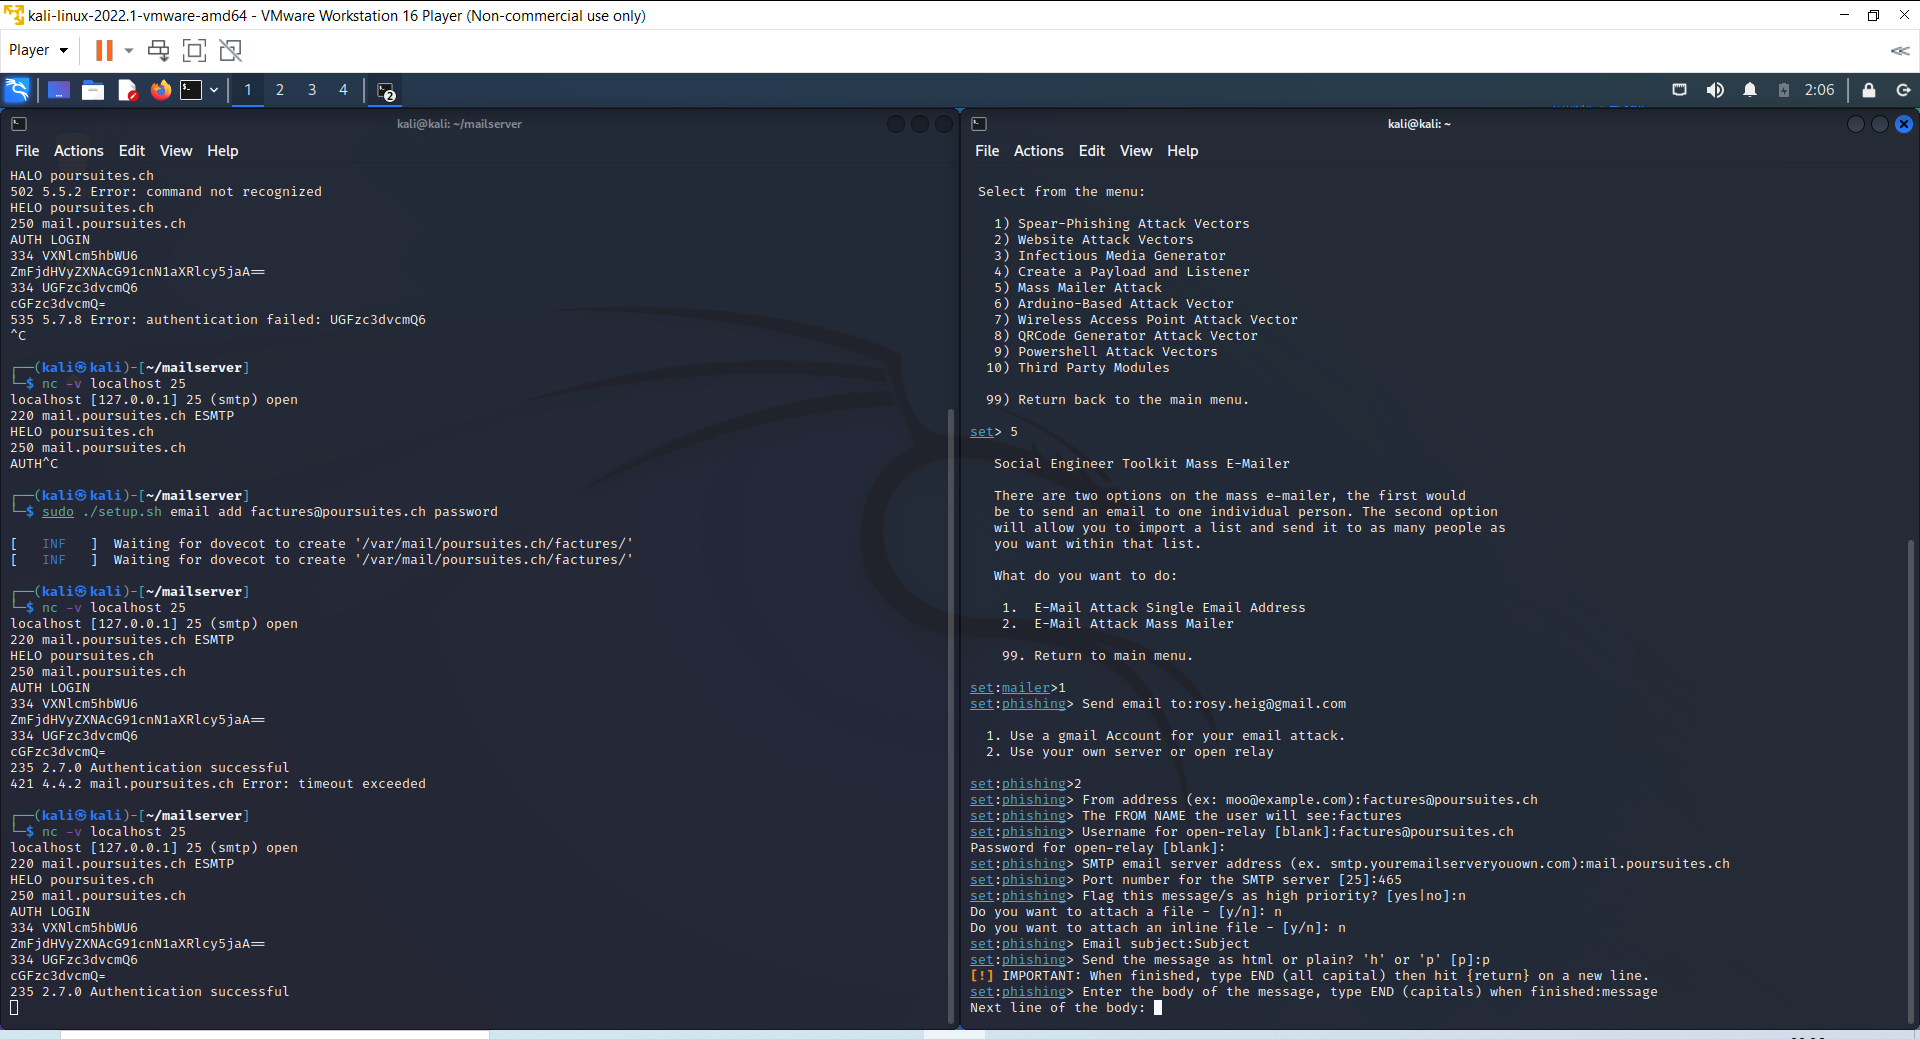 kali-linux-2022.1-vmware-amd64 - VMware Workstation 16 Player (Non-commercial use only)
Player
1 2 3 4
2
2:06
kali@kali: ~/mailserver
File Actions Edit View Help
HALO poursuites.ch
502 5.5.2 Error: command not recognized
HELO poursuites.ch
250 mail.poursuites.ch
AUTH LOGIN
334 VXNlcm5hbWU6
ZmFjdHVyZXNAcG91cnN1aXRlcy5jaA==
334 UGFzc3dvcmQ6
cGFzc3dvcmQ=
535 5.7.8 Error: authentication failed: UGFzc3dvcmQ6
^C
(kali㉿kali)-[~/mailserver]
$ nc -v localhost 25
localhost [127.0.0.1] 25 (smtp) open
220 mail.poursuites.ch ESMTP
HELO poursuites.ch
250 mail.poursuites.ch
AUTH^C
(kali㉿kali)-[~/mailserver]
$ sudo ./setup.sh email add factures@poursuites.ch password
[   INF   ]  Waiting for dovecot to create '/var/mail/poursuites.ch/factures/'
[   INF   ]  Waiting for dovecot to create '/var/mail/poursuites.ch/factures/'
(kali㉿kali)-[~/mailserver]
$ nc -v localhost 25
localhost [127.0.0.1] 25 (smtp) open
220 mail.poursuites.ch ESMTP
HELO poursuites.ch
250 mail.poursuites.ch
AUTH LOGIN
334 VXNlcm5hbWU6
ZmFjdHVyZXNAcG91cnN1aXRlcy5jaA==
334 UGFzc3dvcmQ6
cGFzc3dvcmQ=
235 2.7.0 Authentication successful
421 4.4.2 mail.poursuites.ch Error: timeout exceeded
(kali㉿kali)-[~/mailserver]
$ nc -v localhost 25
localhost [127.0.0.1] 25 (smtp) open
220 mail.poursuites.ch ESMTP
HELO poursuites.ch
250 mail.poursuites.ch
AUTH LOGIN
334 VXNlcm5hbWU6
ZmFjdHVyZXNAcG91cnN1aXRlcy5jaA==
334 UGFzc3dvcmQ6
cGFzc3dvcmQ=
235 2.7.0 Authentication successful
kali@kali: ~
File Actions Edit View Help
Select from the menu:
1) Spear-Phishing Attack Vectors
2) Website Attack Vectors
3) Infectious Media Generator
4) Create a Payload and Listener
5) Mass Mailer Attack
6) Arduino-Based Attack Vector
7) Wireless Access Point Attack Vector
8) QRCode Generator Attack Vector
9) Powershell Attack Vectors
10) Third Party Modules
99) Return back to the main menu.
set> 5
Social Engineer Toolkit Mass E-Mailer
There are two options on the mass e-mailer, the first would
be to send an email to one individual person. The second option
will allow you to import a list and send it to as many people as
you want within that list.
What do you want to do:
1.  E-Mail Attack Single Email Address
2.  E-Mail Attack Mass Mailer
99. Return to main menu.
set:mailer>1
set:phishing> Send email to:rosy.heig@gmail.com
1. Use a gmail Account for your email attack.
2. Use your own server or open relay
set:phishing>2
set:phishing> From address (ex: moo@example.com):factures@poursuites.ch
set:phishing> The FROM NAME the user will see:factures
set:phishing> Username for open-relay [blank]:factures@poursuites.ch
Password for open-relay [blank]:
set:phishing> SMTP email server address (ex. smtp.youremailserveryouown.com):mail.poursuites.ch
set:phishing> Port number for the SMTP server [25]:465
set:phishing> Flag this message/s as high priority? [yes|no]:n
Do you want to attach a file - [y/n]: n
Do you want to attach an inline file - [y/n]: n
set:phishing> Email subject:Subject
set:phishing> Send the message as html or plain? 'h' or 'p' [p]:p
[!] IMPORTANT: When finished, type END (all capital) then hit {return} on a new line.
set:phishing> Enter the body of the message, type END (capitals) when finished:message
Next line of the body: